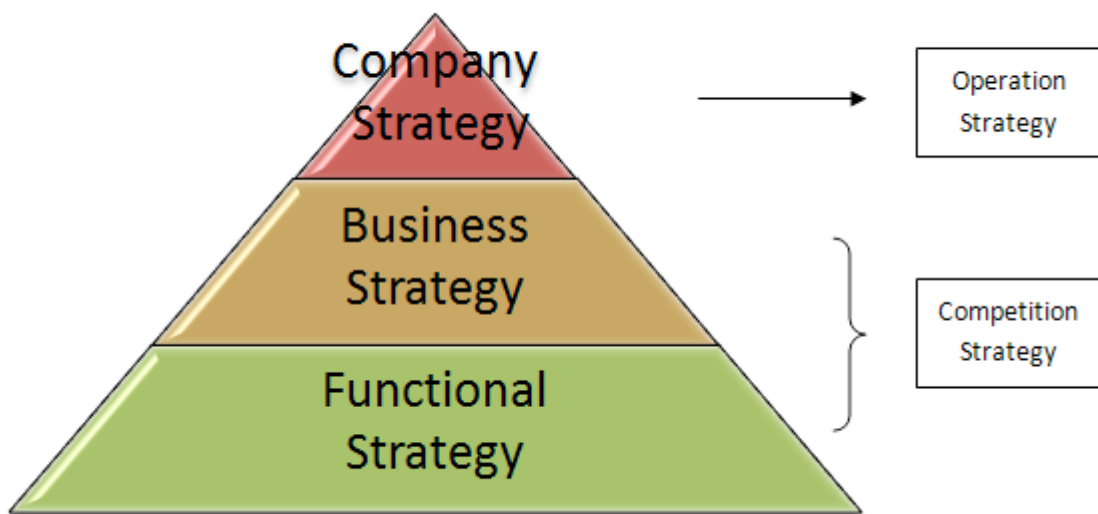 Company
Strategy
Operation
Strategy
Business
Strategy
Competition
Strategy
Functional
Strategy